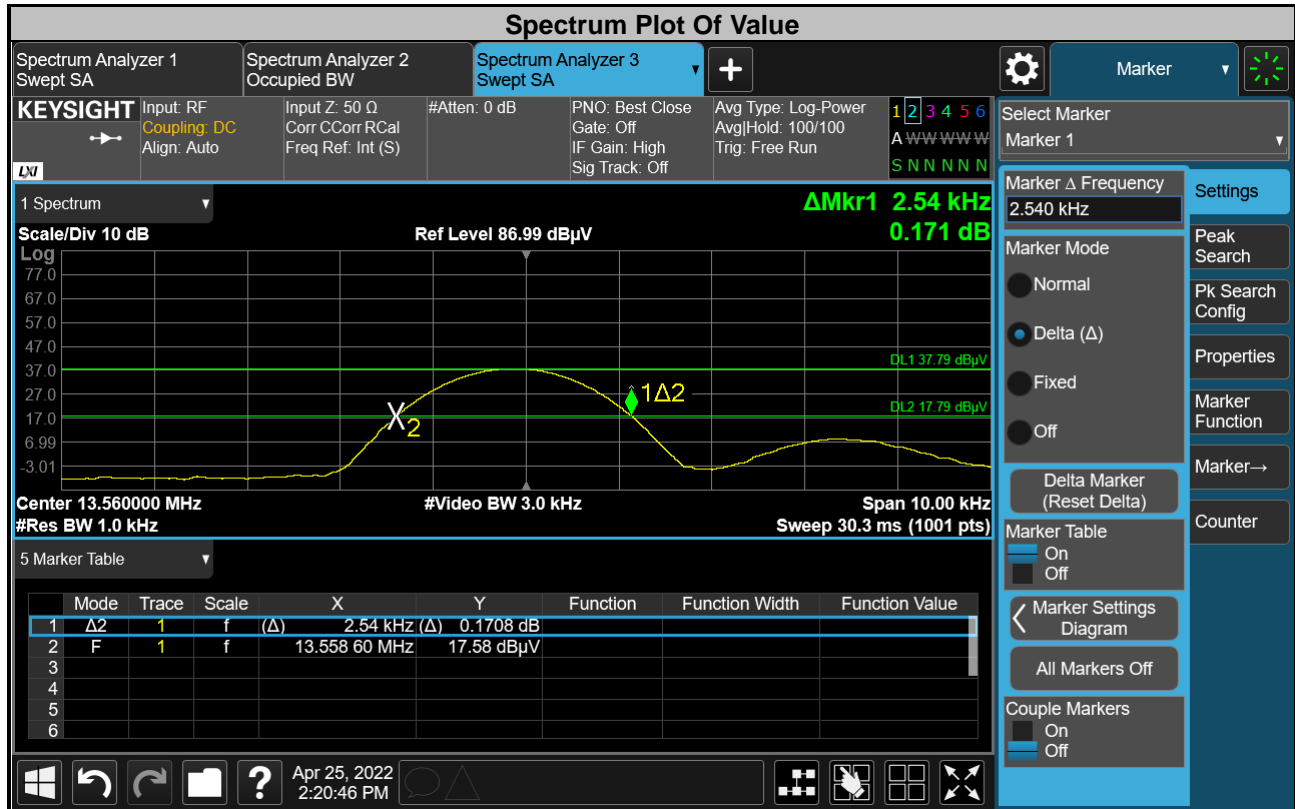 Spectrum Plot Of Value
Spectrum Analyzer 1
Swept SA
Spectrum Analyzer 2
Occupied BW
Spectrum Analyzer 3
Swept SA
Marker
KEYSIGHT
LXI
Input: RF
Coupling: DC
Align: Auto
Input Z: 50 Ω
Corr CCorr RCal
Freq Ref: Int (S)
#Atten: 0 dB
PNO: Best Close
Gate: Off
IF Gain: High
Sig Track: Off
Avg Type: Log-Power
Avg|Hold: 100/100
Trig: Free Run
1 2 3 4 5 6
A W W W W W
S N N N N N
1 Spectrum
ΔMkr1 2.54 kHz
Scale/Div 10 dB
Ref Level 86.99 dBµV
0.171 dB
Log
77.0
67.0
57.0
47.0
37.0
27.0
17.0
6.99
-3.01
DL1 37.79 dBµV
1Δ2
DL2 17.79 dBµV
X2
Center 13.560000 MHz
#Video BW 3.0 kHz
Span 10.00 kHz
#Res BW 1.0 kHz
Sweep 30.3 ms (1001 pts)
5 Marker Table
Mode Trace Scale X Y Function Function Width Function Value
1 Δ2 1 f (Δ) 2.54 kHz (Δ) 0.1708 dB
2 F 1 f 13.558 60 MHz 17.58 dBµV
3
4
5
6
Select Marker
Marker 1
Marker Δ Frequency
2.540 kHz
Marker Mode
Normal
Delta (Δ)
Fixed
Off
Delta Marker
(Reset Delta)
Marker Table
On
Off
Marker Settings
Diagram
All Markers Off
Couple Markers
On
Off
Settings
Peak
Search
Pk Search
Config
Properties
Marker
Function
Marker→
Counter
?
Apr 25, 2022
2:20:46 PM